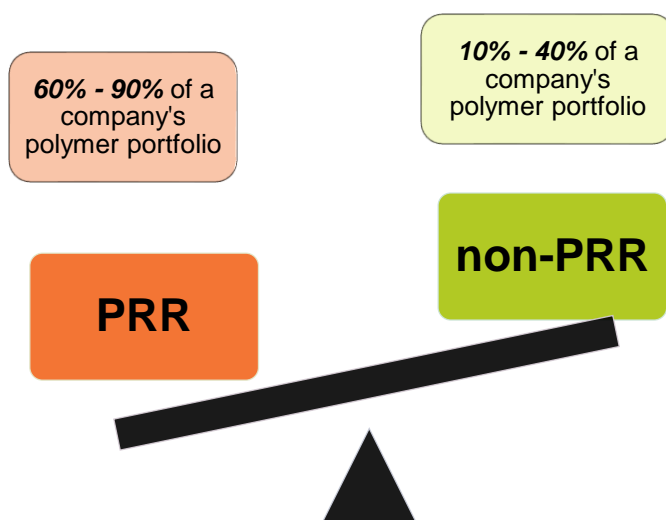 60% - 90% of a
company's
polymer portfolio
10% - 40% of a
company's
polymer portfolio
PRR
non-PRR